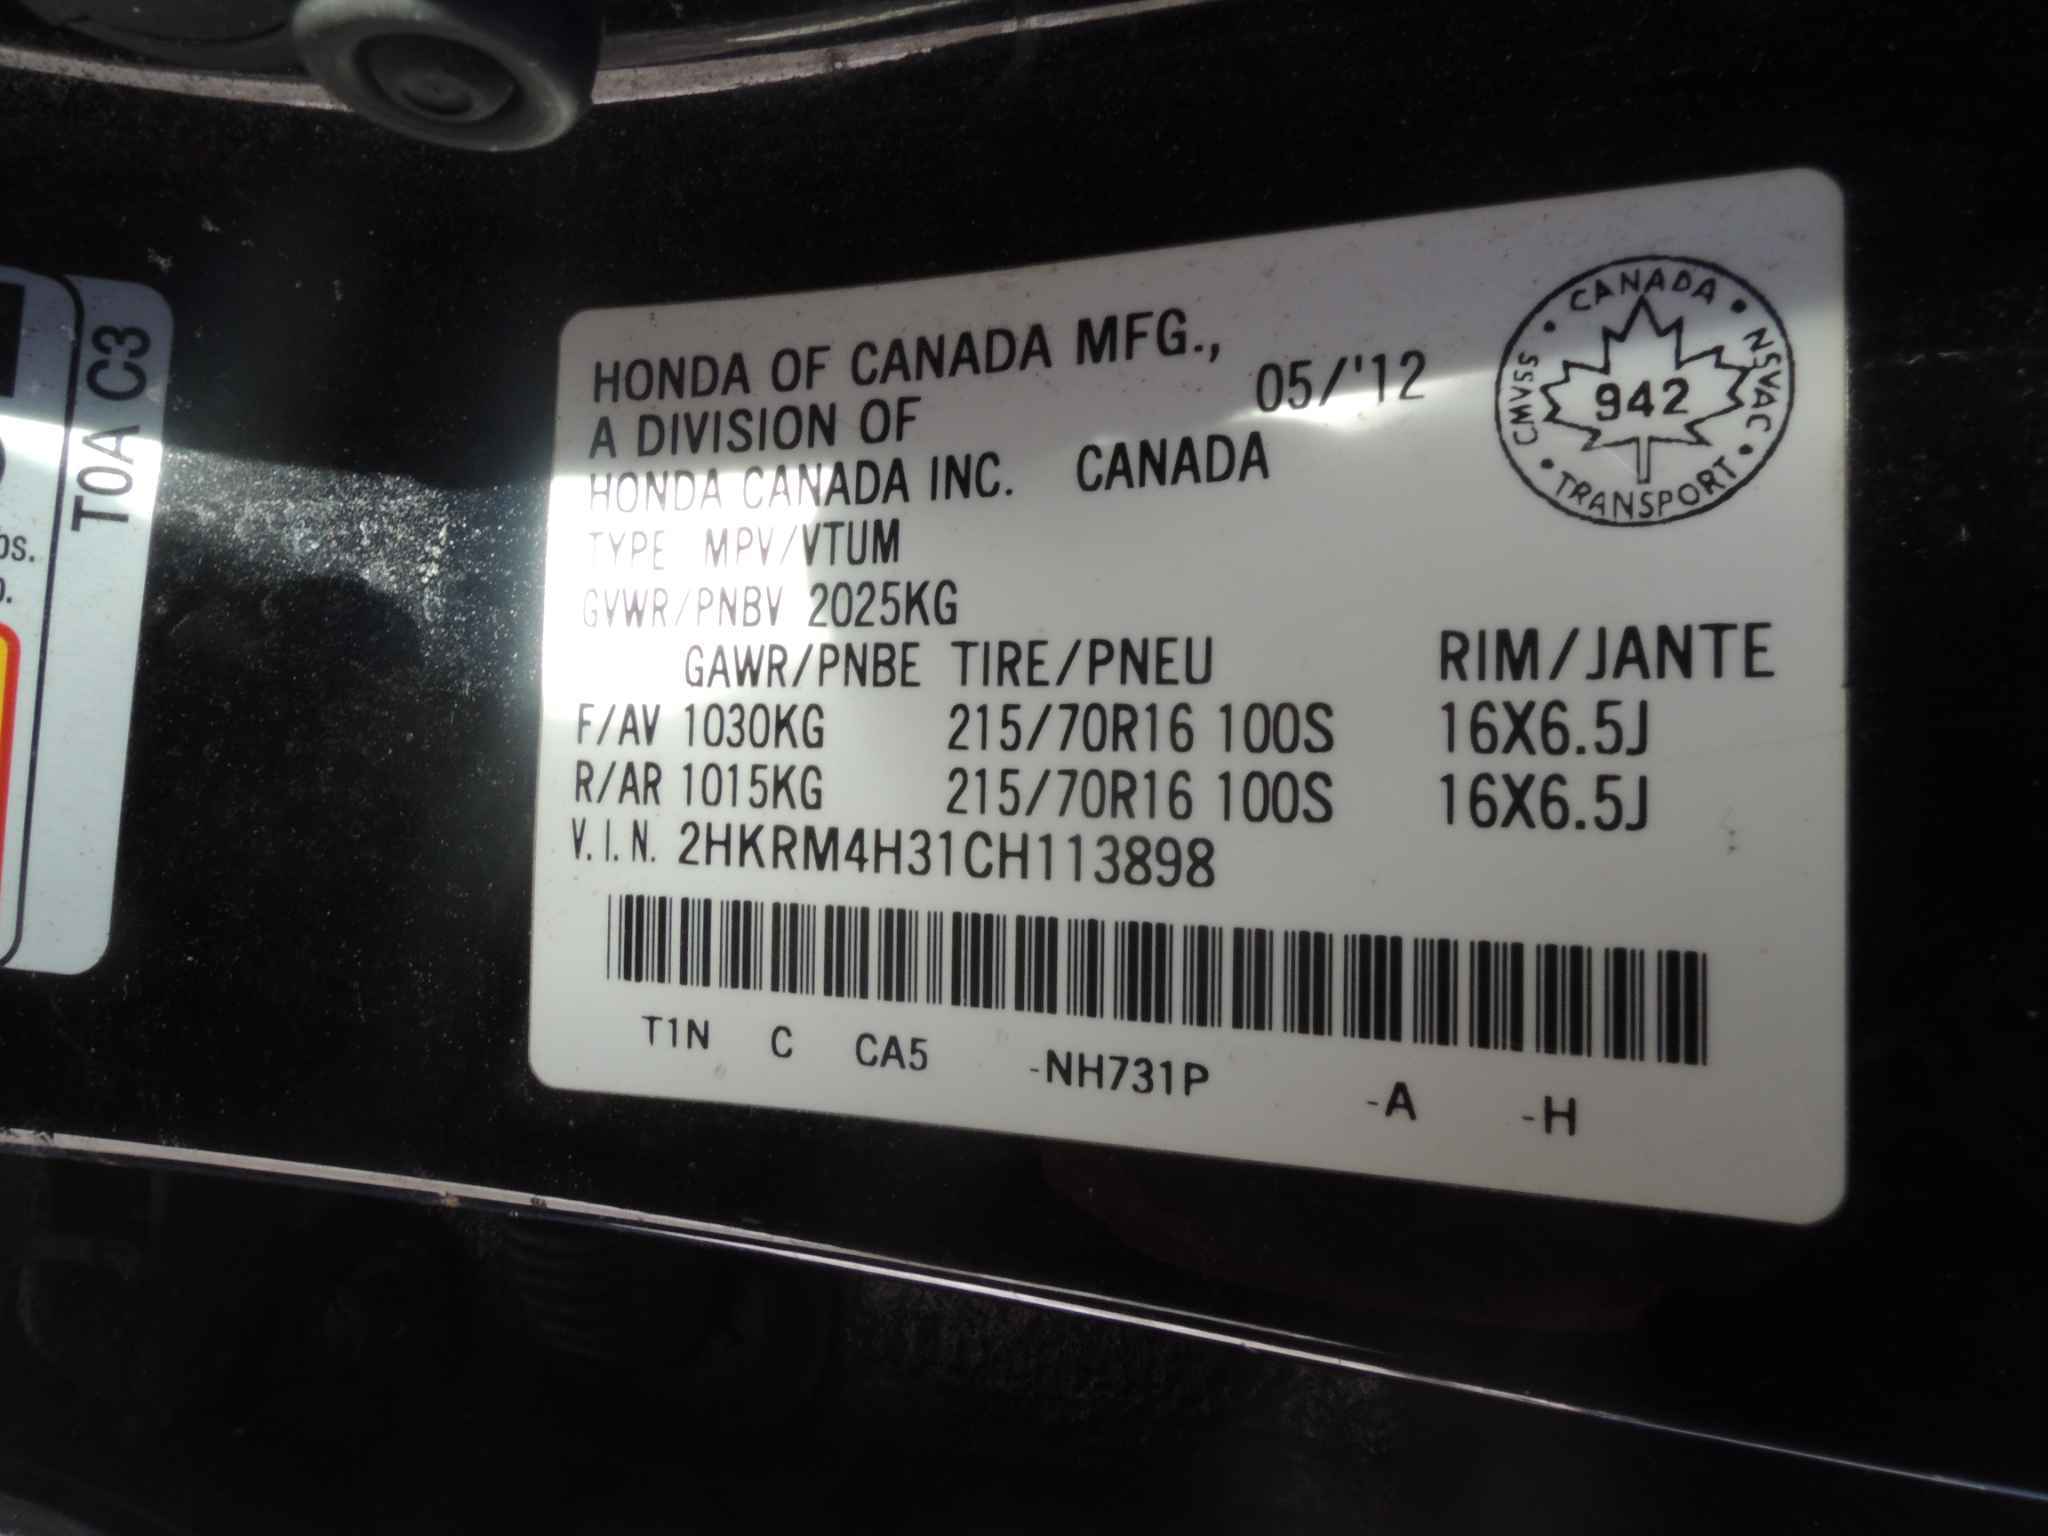 HONDA OF CANADA MFG.,
A DIVISION OF
05/'12
HONDA CANADA INC. CANADA
TYPE MPV/VTUM
GVWR/PNBV 2025KG
GAWR/PNBE TIRE/PNEU RIM/JANTE
F/AV 1030KG 215/70R16 100S 16X6.5J
R/AR 1015KG 215/70R16 100S 16X6.5J
V.I.N. 2HKRM4H31CH113898
T1N C CA5 -NH731P -A -H
CANADA
NSVAC
TRANSPORT
CMVSS
942
T0A C3